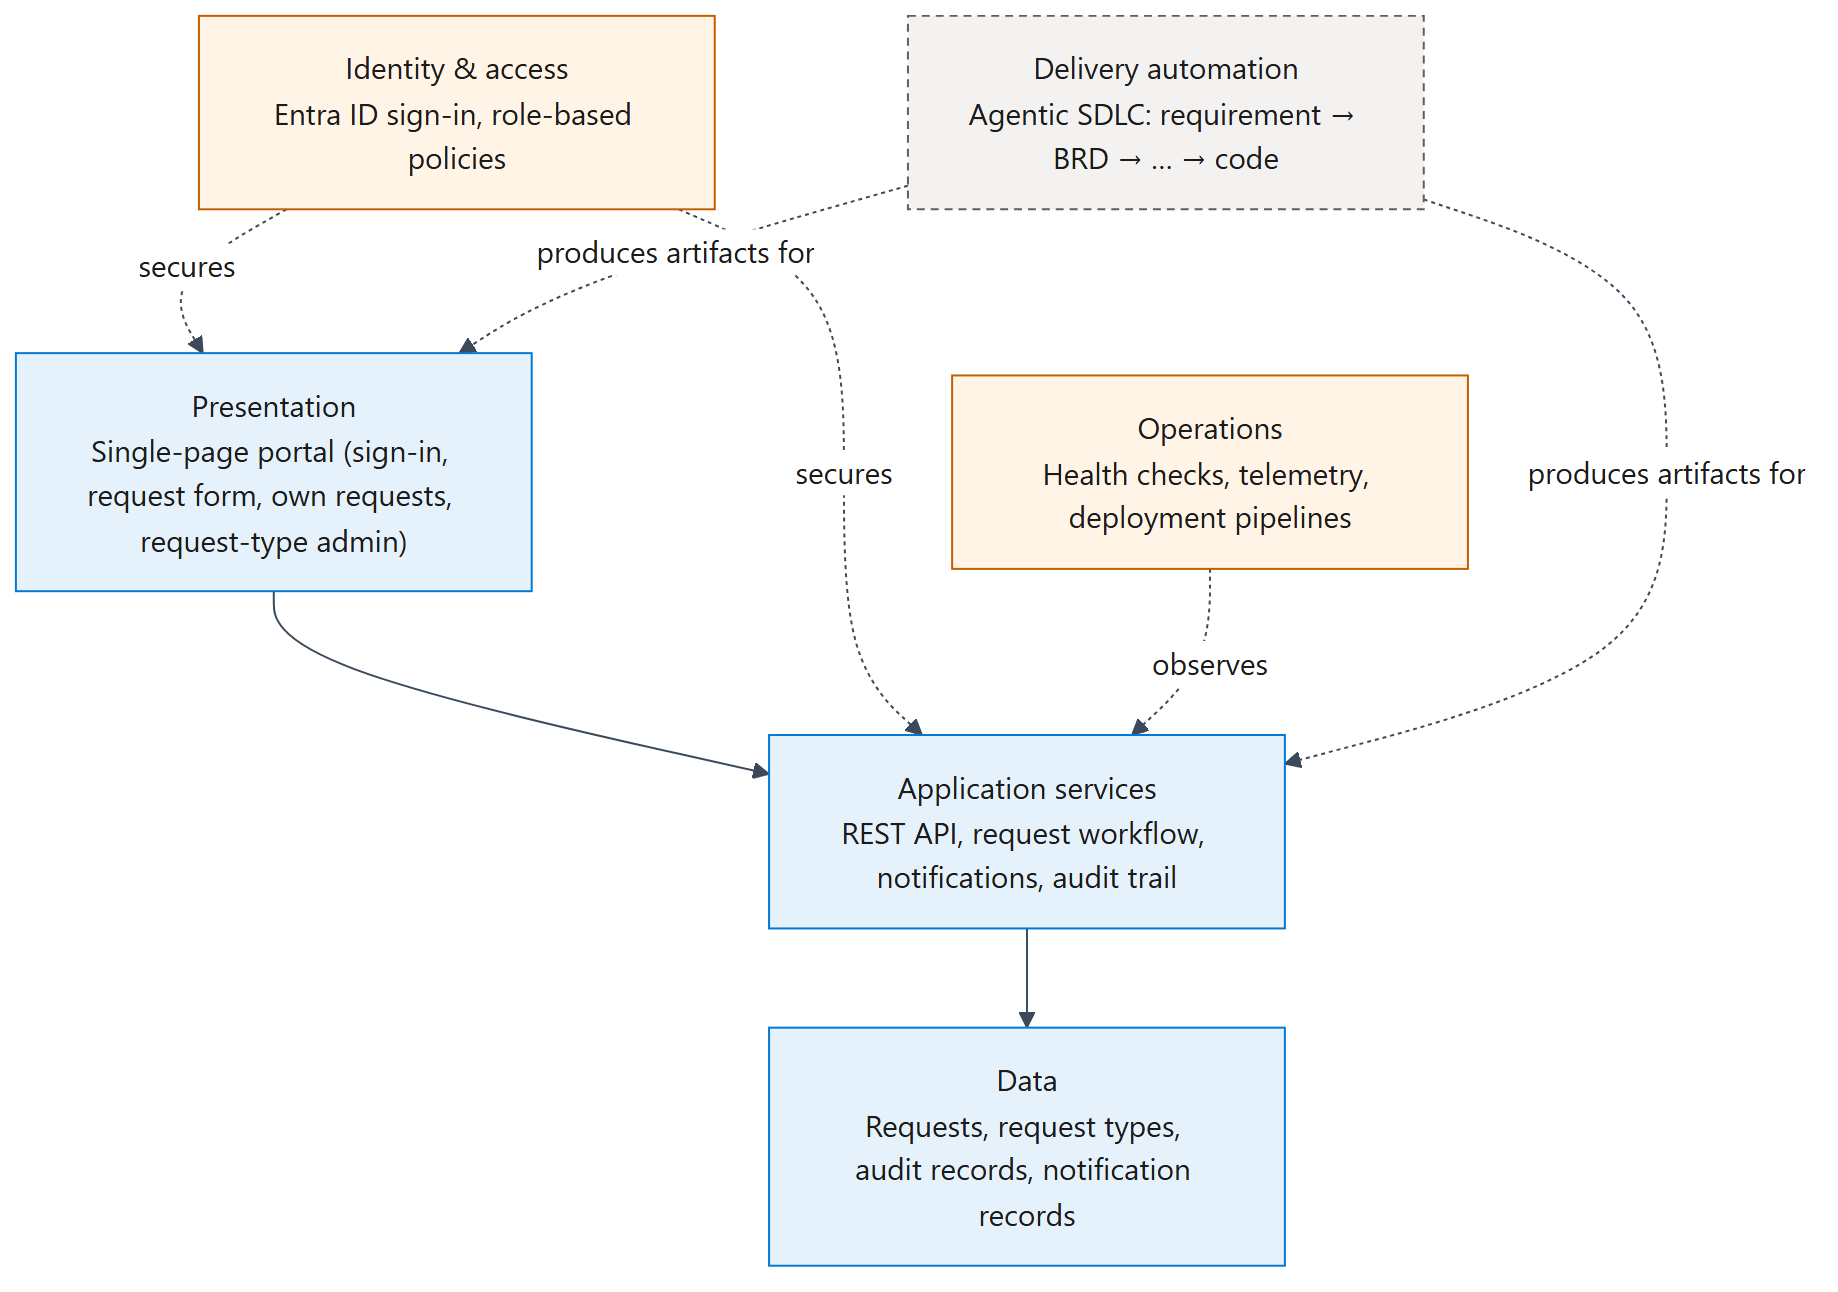 Identity & access
Entra ID sign-in, role-based
policies
Delivery automation
Agentic SDLC: requirement →
BRD → ... → code
secures
produces artifacts for
Presentation
Single-page portal (sign-in,
request form, own requests,
request-type admin)
secures
Operations
Health checks, telemetry,
deployment pipelines
produces artifacts for
observes
Application services
REST API, request workflow,
notifications, audit trail
Data
Requests, request types,
audit records, notification
records